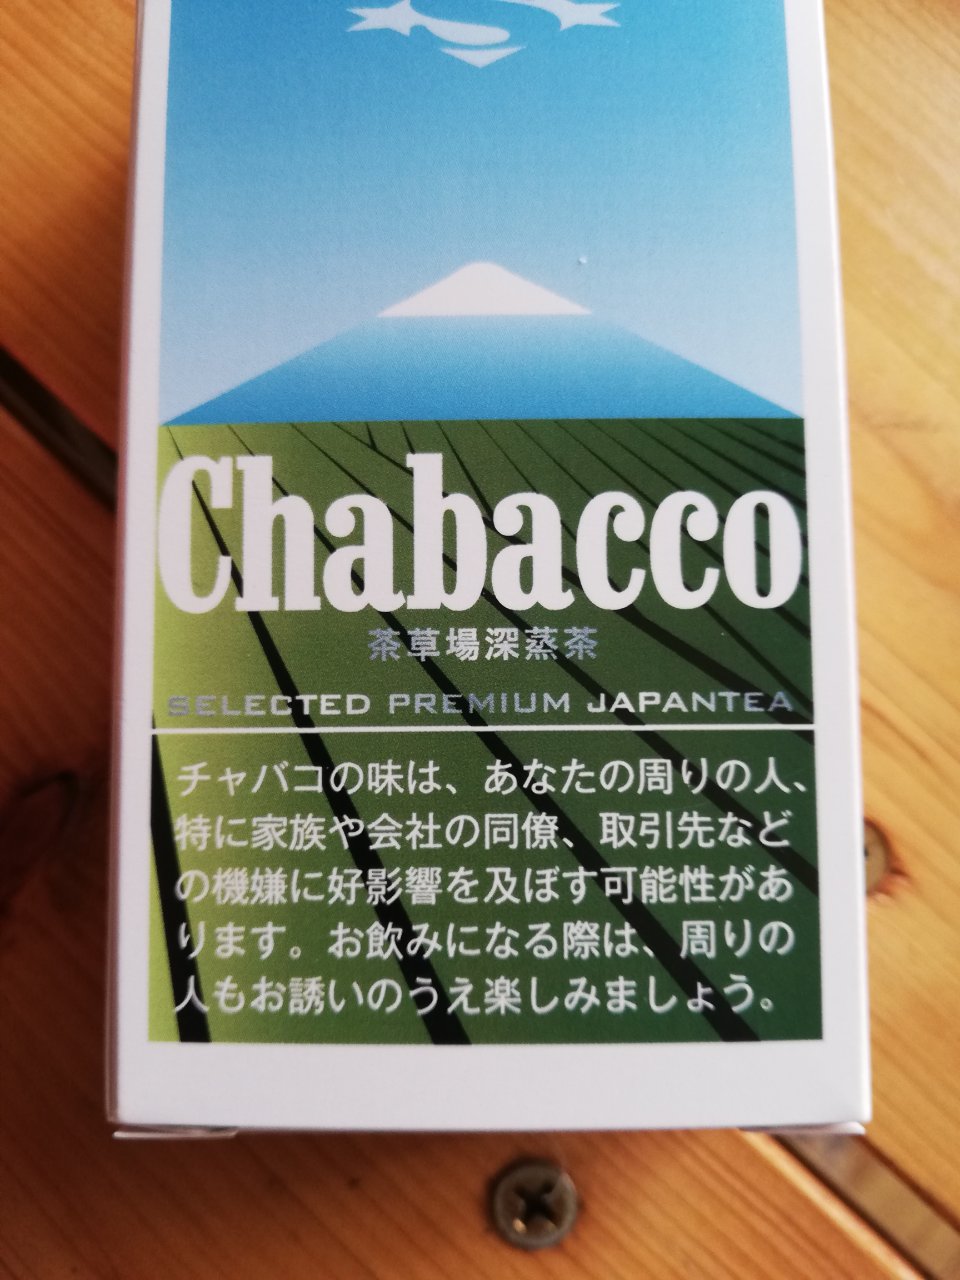 Chabacco
茶草場深蒸茶
SELECTED PREMIUM JAPANTEA
チャバコの味は、あなたの周りの人、
特に家族や会社の同僚、取引先など
の機嫌に好影響を及ぼす可能性があ
ります。お飲みになる際は、周りの
人もお誘いのうえ楽しみましょう。